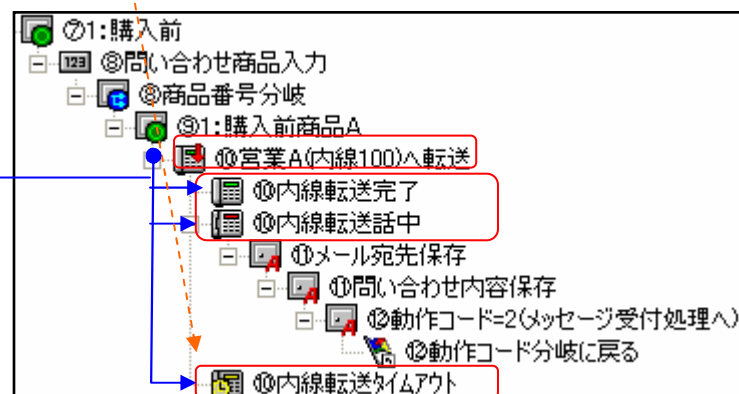 ⑦1:購入前
123 ⑧問い合わせ商品入力
⑧商品番号分岐
⑨1:購入前商品A
⑩営業A(内線100)へ転送
⑩内線転送完了
⑩内線転送話中
⑪メール宛先保存
⑪問い合わせ内容保存
⑫動作コード=2(メッセージ受付処理へ)
⑫動作コード分岐に戻る
⑩内線転送タイムアウト